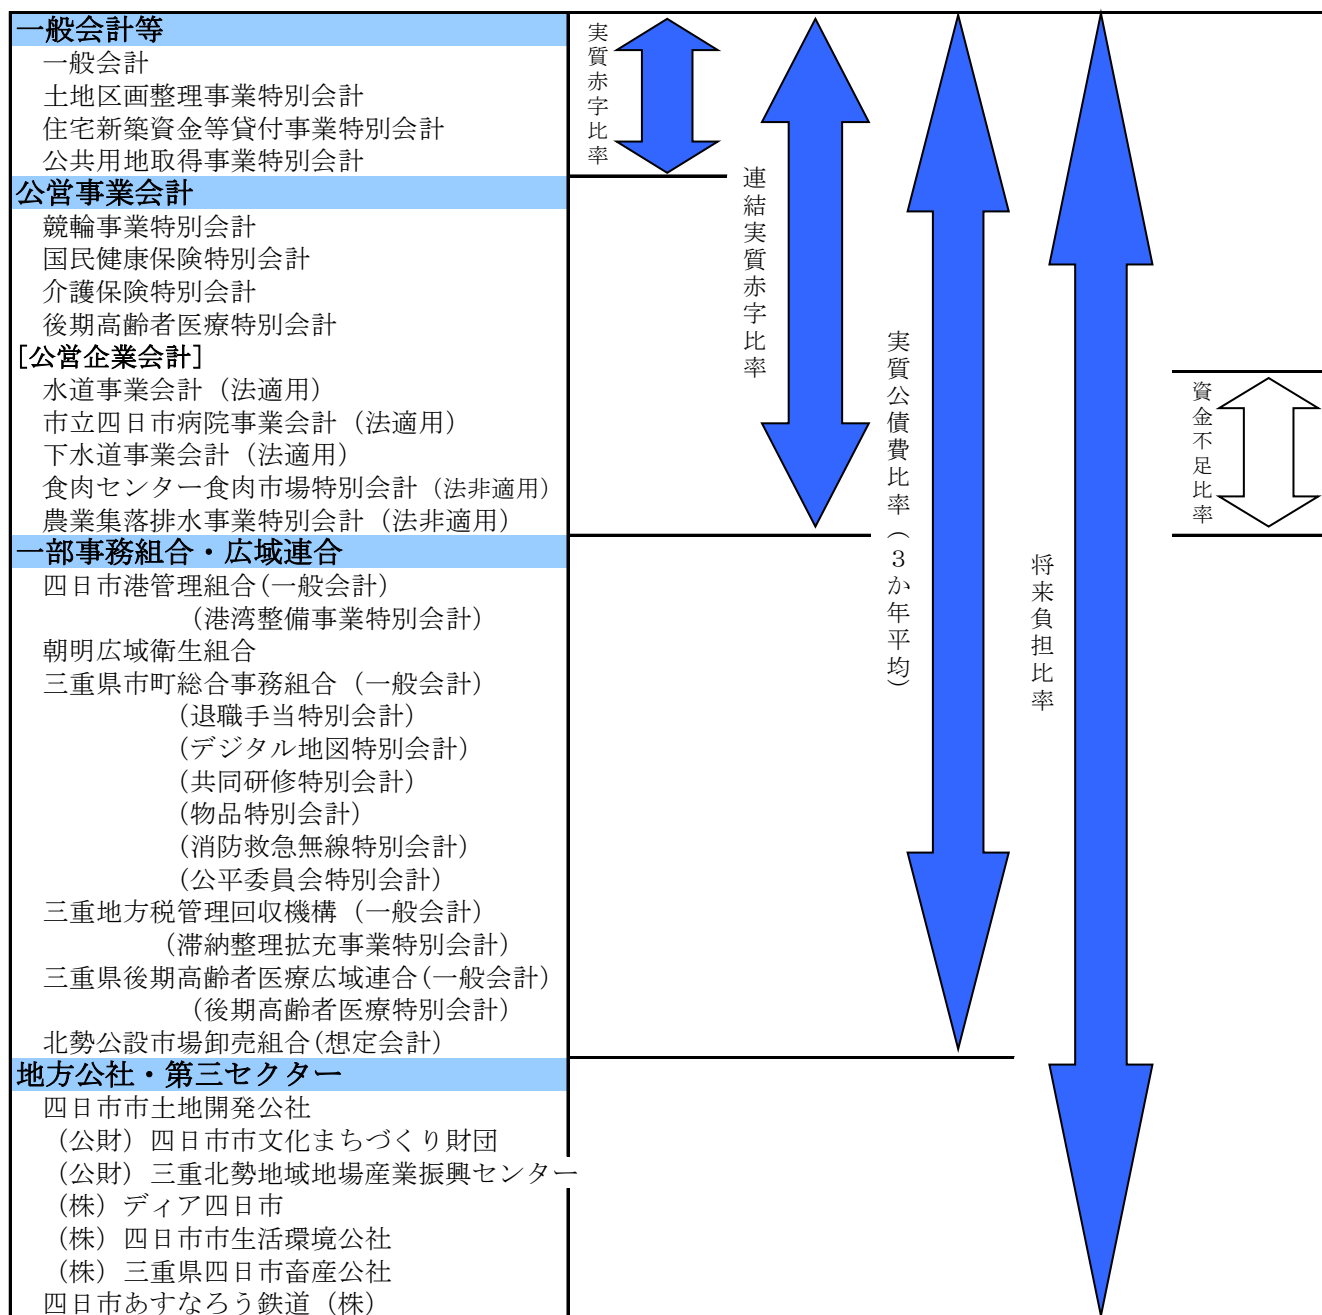 一般会計等
一般会計
土地区画整理事業特別会計
住宅新築資金等貸付事業特別会計
公共用地取得事業特別会計
公営事業会計
競輪事業特別会計
国民健康保険特別会計
介護保険特別会計
後期高齢者医療特別会計
[公営企業会計]
水道事業会計（法適用）
市立四日市病院事業会計（法適用）
下水道事業会計（法適用）
食肉センター食肉市場特別会計（法非適用）
農業集落排水事業特別会計（法非適用）
一部事務組合・広域連合
四日市港管理組合(一般会計)
(港湾整備事業特別会計)
朝明広域衛生組合
三重県市町総合事務組合（一般会計）
(退職手当特別会計)
(デジタル地図特別会計)
(共同研修特別会計)
(物品特別会計)
(消防救急無線特別会計)
(公平委員会特別会計)
三重地方税管理回収機構（一般会計）
(滞納整理拡充事業特別会計)
三重県後期高齢者医療広域連合(一般会計)
(後期高齢者医療特別会計)
北勢公設市場卸売組合(想定会計)
地方公社・第三セクター
四日市市土地開発公社
（公財）四日市市文化まちづくり財団
（公財）三重北勢地域地場産業振興センター
（株）ディア四日市
（株）四日市市生活環境公社
（株）三重県四日市畜産公社
四日市あすなろう鉄道（株）
実質赤字比率
連結実質赤字比率
実質公債費比率（３か年平均）
将来負担比率
資金不足比率